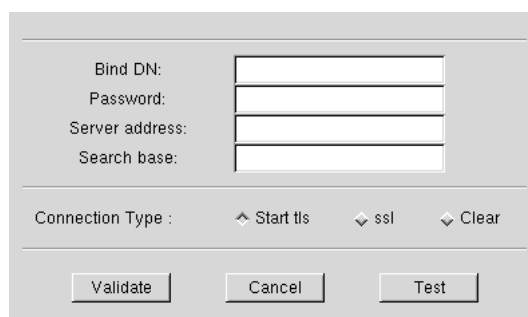 Bind DN:
Password:
Server address:
Search base:
Connection Type : Start tls ssl Clear
Validate Cancel Test